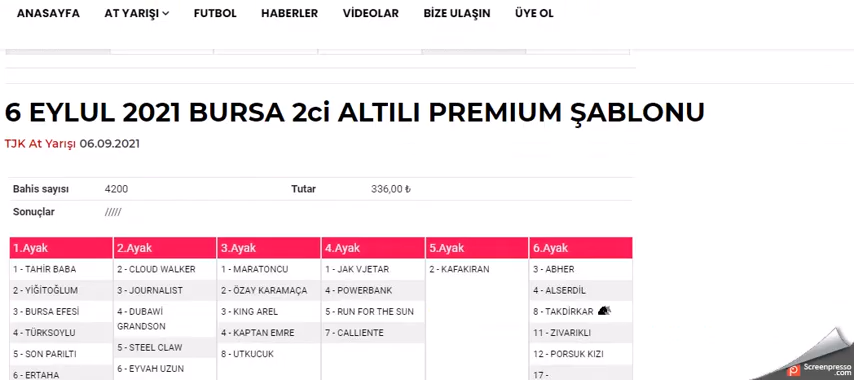 ANASAYFA AT YARIŞI FUTBOL HABERLER VİDEOLAR BİZE ULAŞIN ÜYE OL
6 EYLUL 2021 BURSA 2ci ALTILI PREMIUM ŞABLONU
TJK At Yarışı 06.09.2021
Bahis sayısı 4200 Tutar 336,00 ₺
Sonuçlar /////
1.Ayak 2.Ayak 3.Ayak 4.Ayak 5.Ayak 6.Ayak
1 - TAHİR BABA 2 - CLOUD WALKER 1 - MARATONCU 1 - JAK VJETAR 2 - KAFAKIRAN 3 - ABHER
2 - YİĞİTOĞLUM 3 - JOURNALIST 2 - ÖZAY KARAMAÇA 4 - POWERBANK 4 - ALSERDİL
3 - BURSA EFESİ 4 - DUBAWİ GRANDSON 3 - KING AREL 5 - RUN FOR THE SUN 8 - TAKDİRKAR
4 - TÜRKSOYLU 5 - STEEL CLAW 4 - KAPTAN EMRE 7 - CALLIENTE 11 - ZIVARIKLI
5 - SON PARILTI 6 - EYVAH UZUN 8 - UTKUCUK 12 - PORSUK KIZI
6 - ERTAHA 17 -
Screenpresso
.com